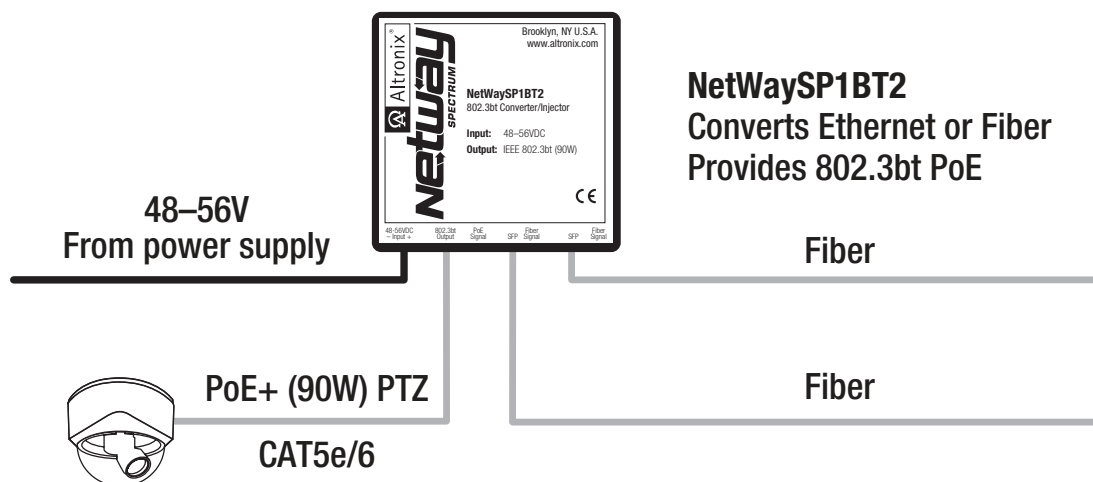 Altronix®
Netway
SPECTRUM
Brooklyn, NY U.S.A.
www.altronix.com
NetWaySP1BT2
802.3bt Converter/Injector
Input: 48–56VDC
Output: IEEE 802.3bt (90W)
CE
48-56VDC
– Input +
802.3bt
Output
PoE
Signal
SFP
Fiber
Signal
SFP
Fiber
Signal
NetWaySP1BT2
Converts Ethernet or Fiber
Provides 802.3bt PoE
48–56V
From power supply
Fiber
PoE+ (90W) PTZ
CAT5e/6
Fiber